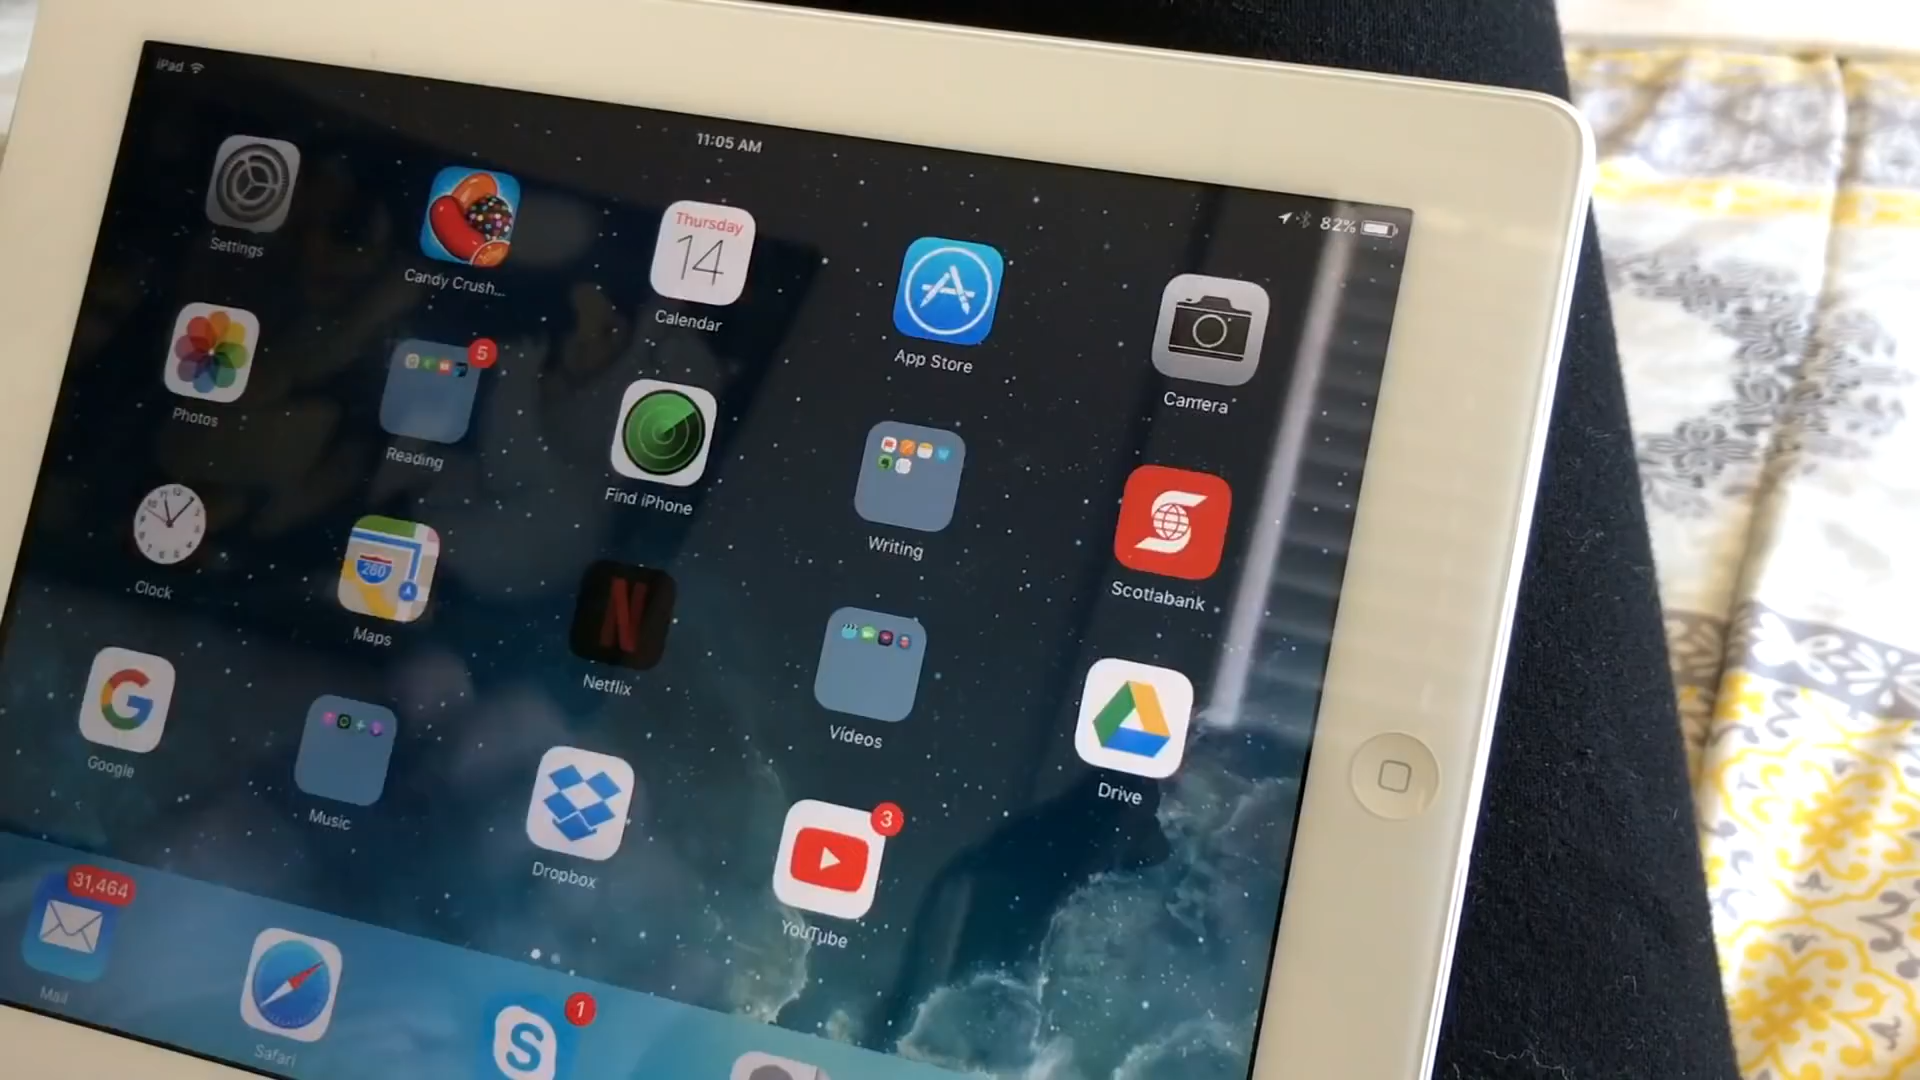 iPad
11:05 AM
82%
Settings
Candy Crush...
Thursday
14
Calendar
App Store
Camera
Photos
5
Reading
Find iPhone
Writing
Scotiabank
Clock
280
Maps
N
Netflix
Videos
Drive
G
Google
Music
Dropbox
3
YouTube
31,464
Mail
Safari
1
S